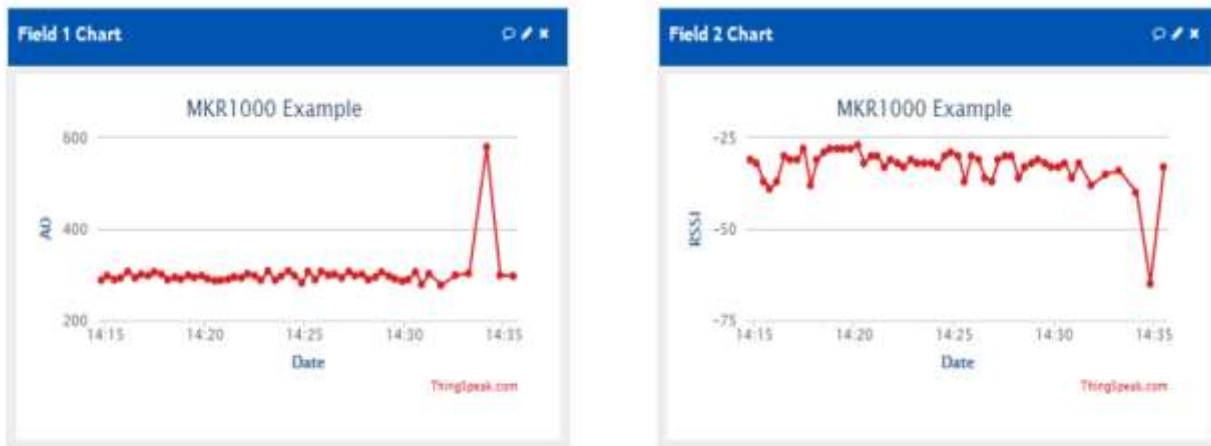 Field 1 Chart
MKR1000 Example
600
400
200
A0
14:15 14:20 14:25 14:30 14:35
Date
ThingSpeak.com
Field 2 Chart
MKR1000 Example
-25
-50
-75
RSSI
14:15 14:20 14:25 14:30 14:35
Date
ThingSpeak.com